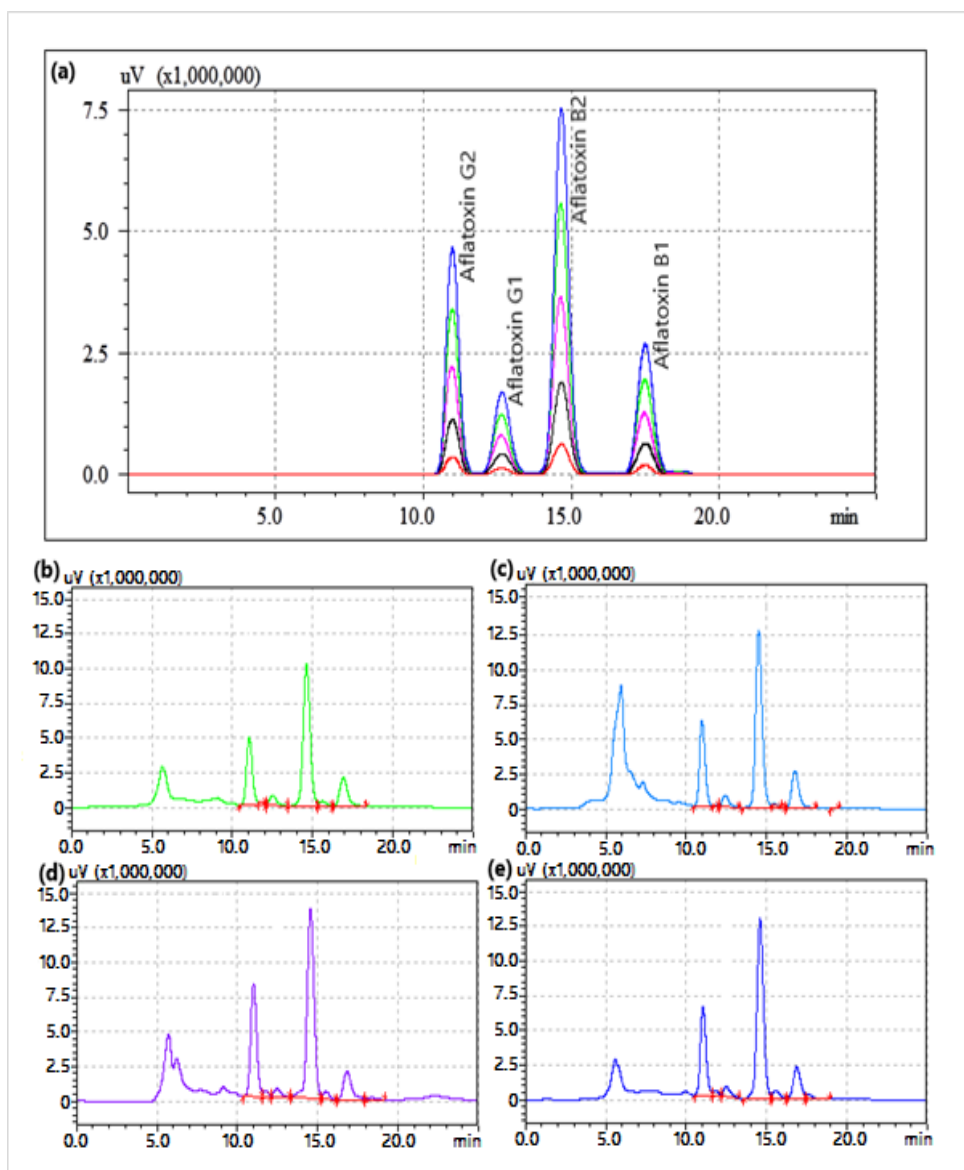 (a) uV (x1,000,000)
7.5
5.0
2.5
0.0
Aflatoxin G2
Aflatoxin G1
Aflatoxin B2
Aflatoxin B1
5.0 10.0 15.0 20.0 min
(b) uV (x1,000,000)
15.0
12.5
10.0
7.5
5.0
2.5
0
0.0 5.0 10.0 15.0 20.0 min
(c) uV (x1,000,000)
15.0
12.5
10.0
7.5
5.0
2.5
0
0.0 5.0 10.0 15.0 20.0 min
(d) uV (x1,000,000)
15.0
12.5
10.0
7.5
5.0
2.5
0
0.0 5.0 10.0 15.0 20.0 min
(e) uV (x1,000,000)
15.0
12.5
10.0
7.5
5.0
2.5
0
0.0 5.0 10.0 15.0 20.0 min